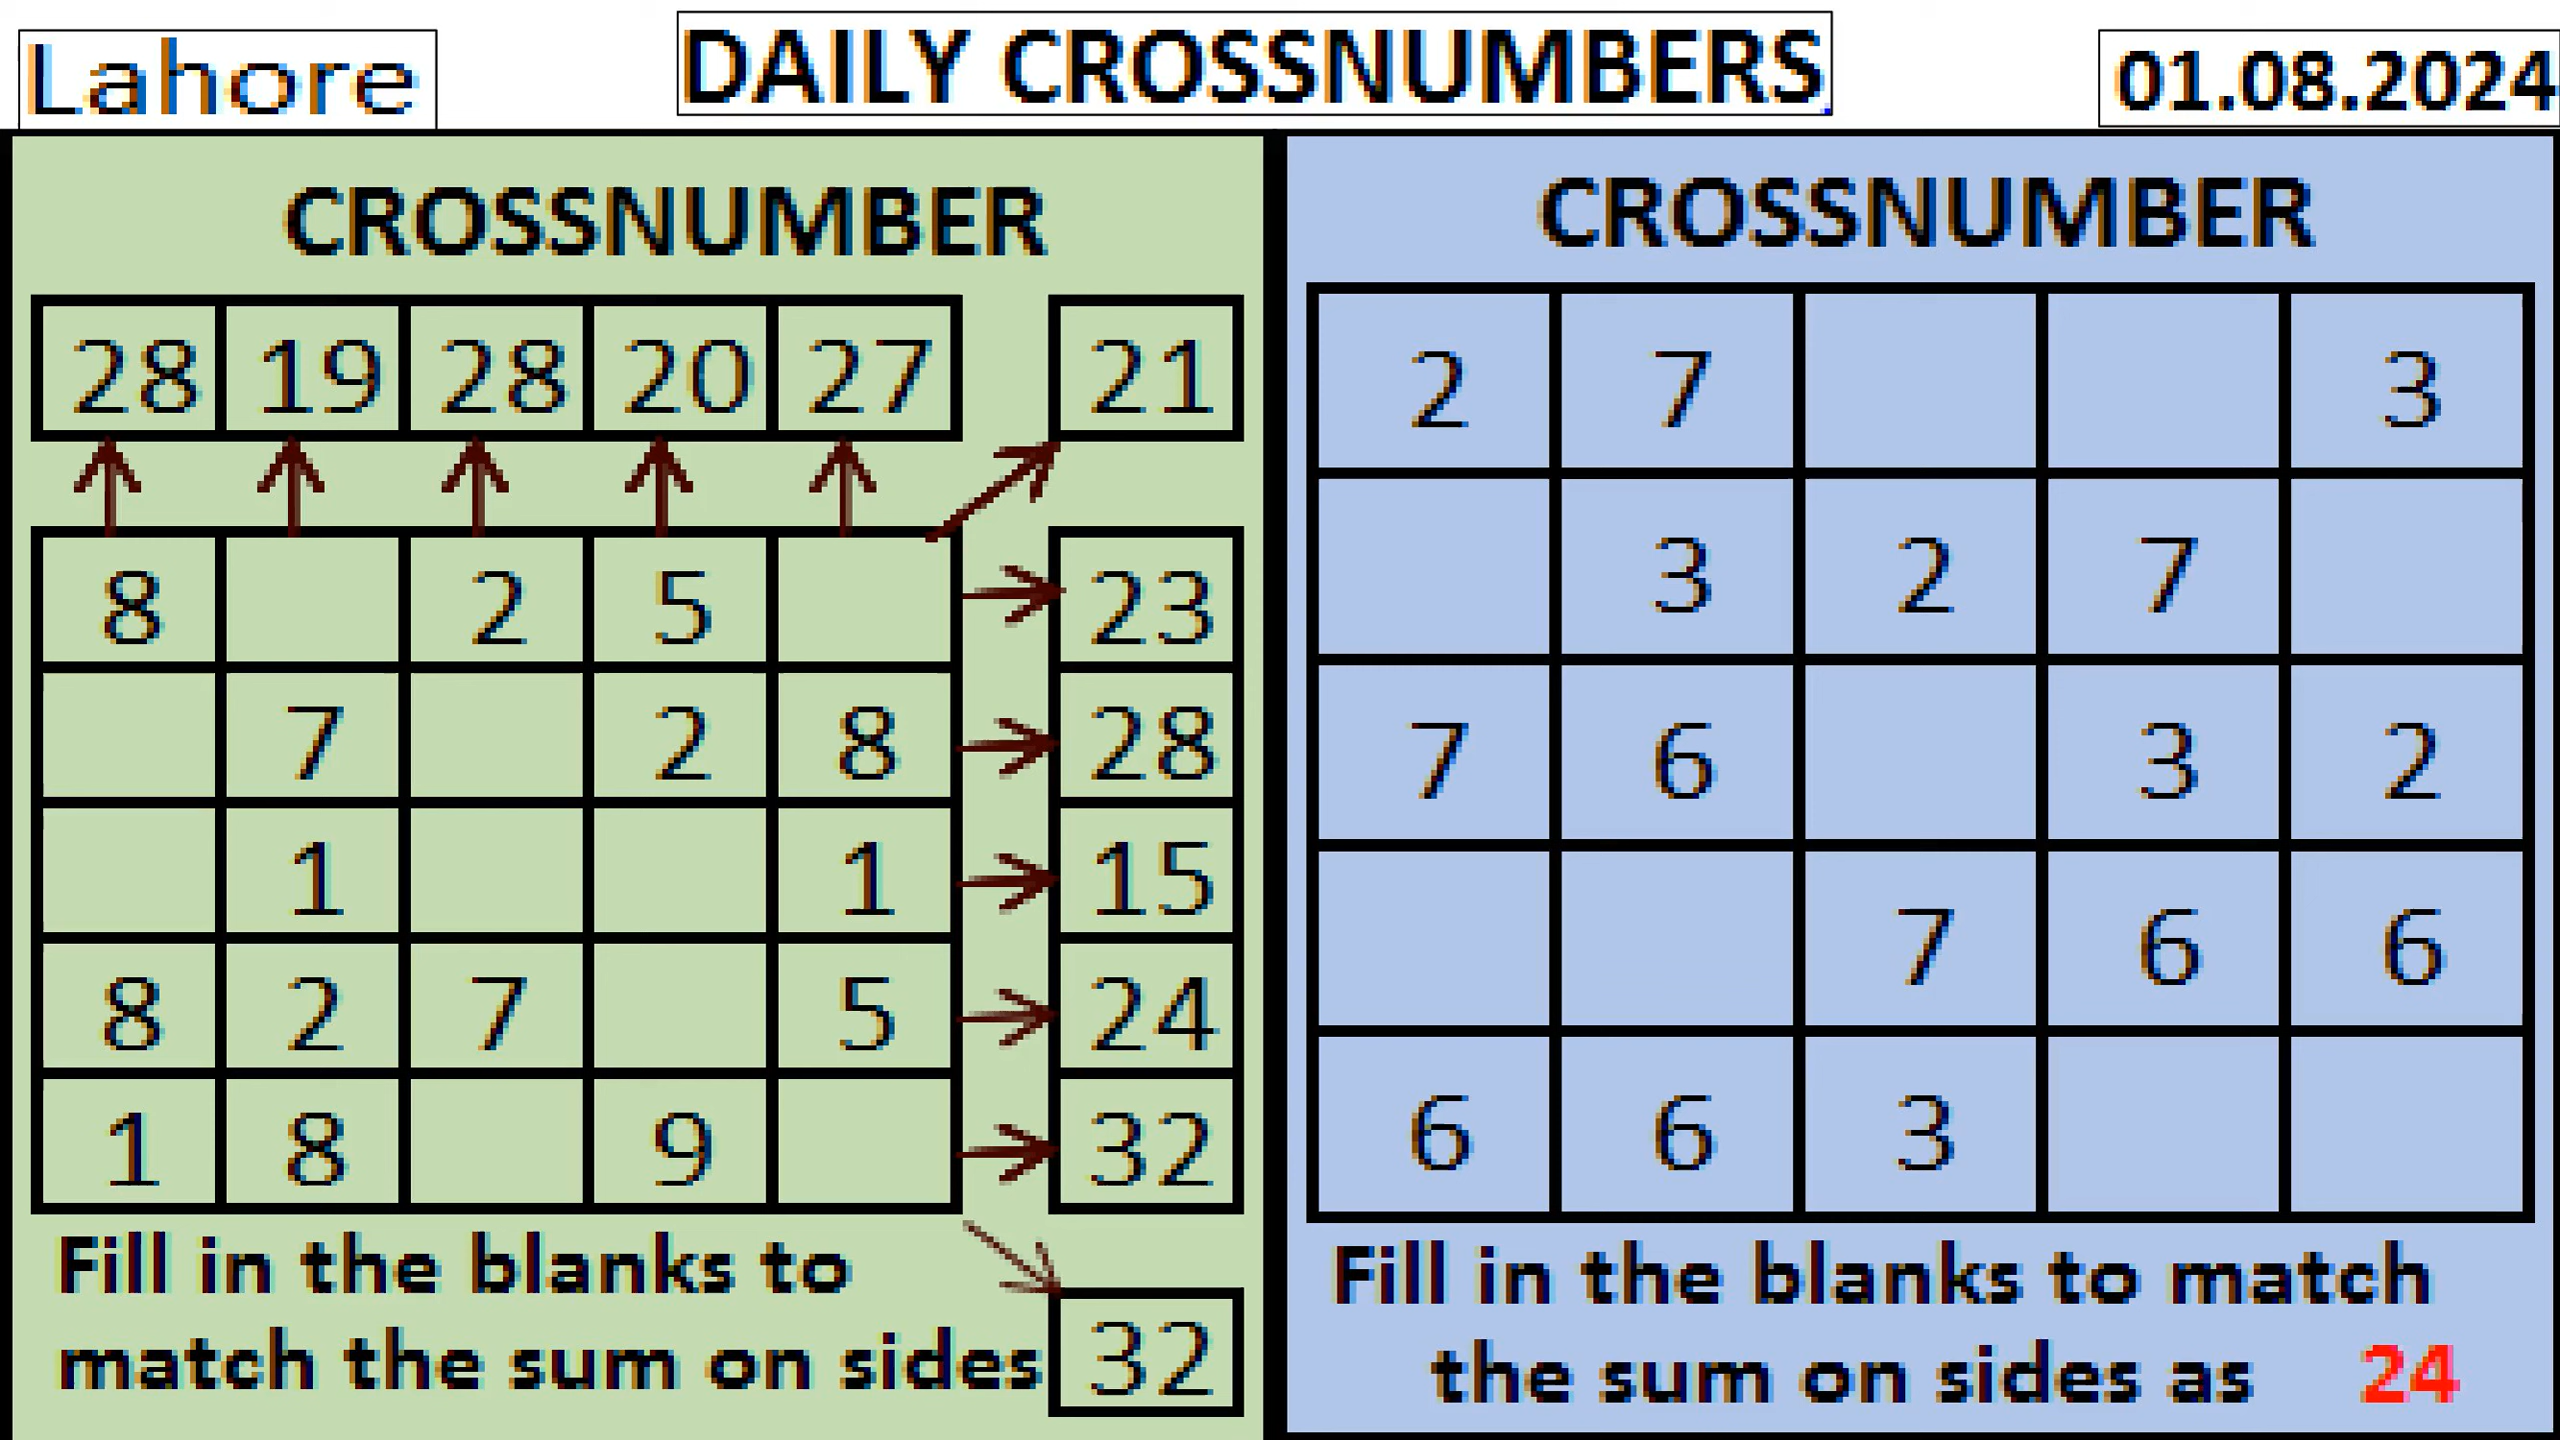 Lahore
DAILY CROSSNUMBERS
01.08.2024
CROSSNUMBER
28 19 28 20 27 21
8 2 5 23
7 2 8 28
1 1 15
8 2 7 5 24
1 8 9 32
Fill in the blanks to
match the sum on sides
32
CROSSNUMBER
2 7 3
3 2 7
7 6 3 2
7 6 6
6 6 3
Fill in the blanks to match
the sum on sides as 24